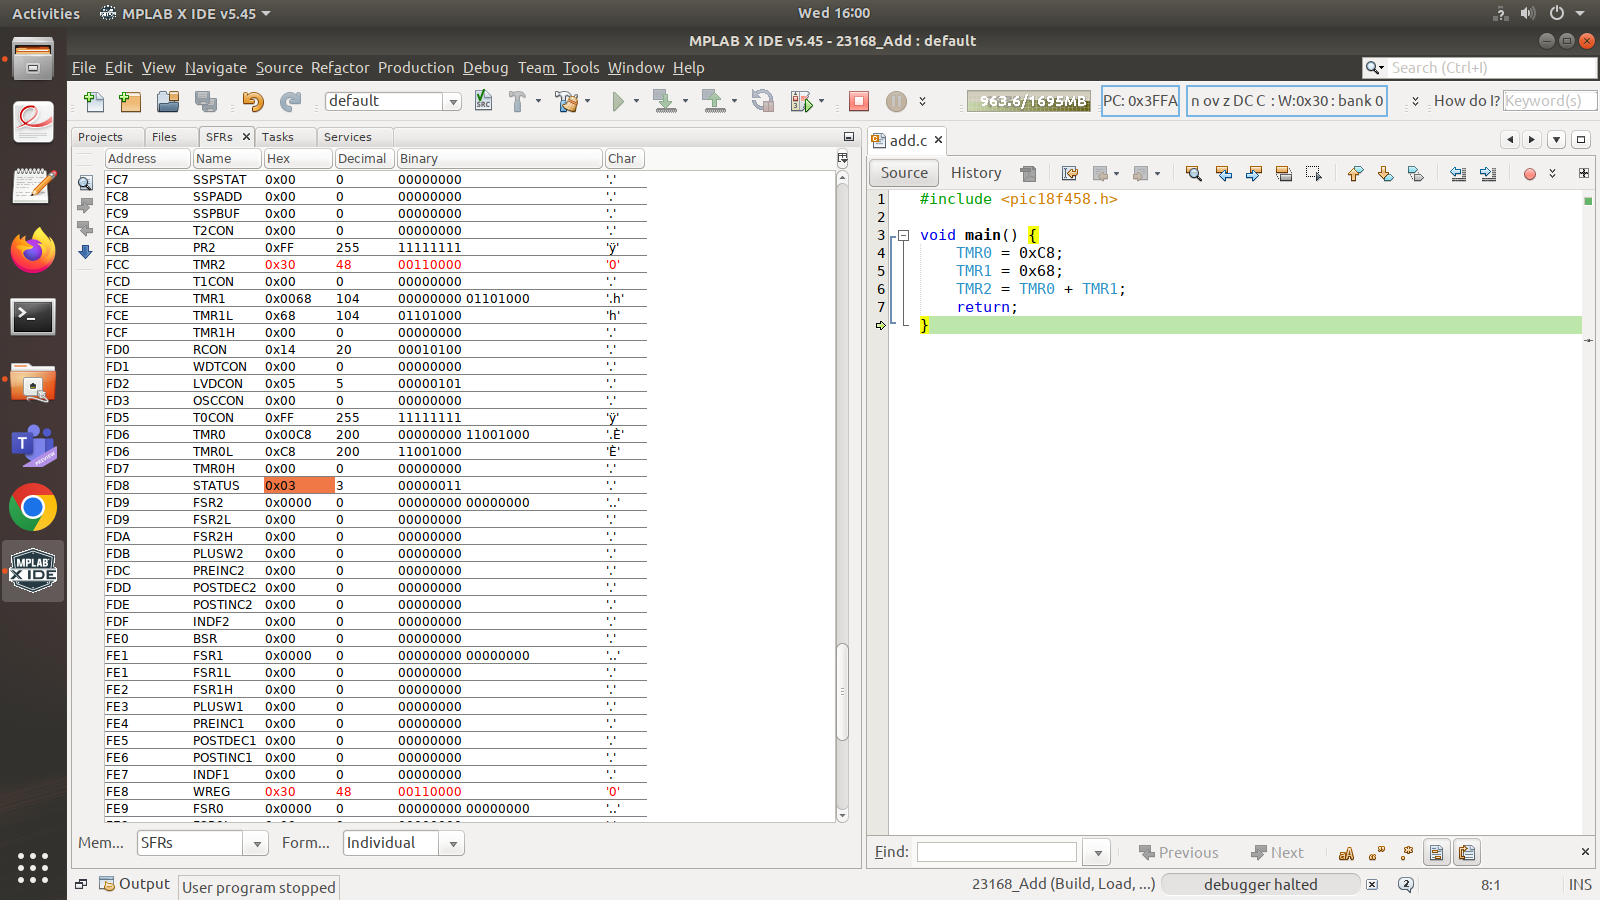 Activities MPLAB X IDE v5.45 Wed 16:00
MPLAB X IDE v5.45 - 23168_Add : default
File Edit View Navigate Source Refactor Production Debug Team Tools Window Help Search (Ctrl+I)
default 963.6/1695MB PC: 0x3FFA n ov z DC C : W:0x30 : bank 0 How do I? Keyword(s)
Projects Files SFRs Tasks Services
Address Name Hex Decimal Binary Char
FC7 SSPSTAT 0x00 0 00000000 '.'
FC8 SSPADD 0x00 0 00000000 '.'
FC9 SSPBUF 0x00 0 00000000 '.'
FCA T2CON 0x00 0 00000000 '.'
FCB PR2 0xFF 255 11111111 'ÿ'
FCC TMR2 0x30 48 00110000 '0'
FCD T1CON 0x00 0 00000000 '.'
FCE TMR1 0x0068 104 00000000 01101000 '.h'
FCE TMR1L 0x68 104 01101000 'h'
FCF TMR1H 0x00 0 00000000 '.'
FD0 RCON 0x14 20 00010100 '.'
FD1 WDTCON 0x00 0 00000000 '.'
FD2 LVDCON 0x05 5 00000101 '.'
FD3 OSCCON 0x00 0 00000000 '.'
FD5 T0CON 0xFF 255 11111111 'ÿ'
FD6 TMR0 0x00C8 200 00000000 11001000 '.È'
FD6 TMR0L 0xC8 200 11001000 'È'
FD7 TMR0H 0x00 0 00000000 '.'
FD8 STATUS 0x03 3 00000011 '.'
FD9 FSR2 0x0000 0 00000000 00000000 '..'
FD9 FSR2L 0x00 0 00000000 '.'
FDA FSR2H 0x00 0 00000000 '.'
FDB PLUSW2 0x00 0 00000000 '.'
FDC PREINC2 0x00 0 00000000 '.'
FDD POSTDEC2 0x00 0 00000000 '.'
FDE POSTINC2 0x00 0 00000000 '.'
FDF INDF2 0x00 0 00000000 '.'
FE0 BSR 0x00 0 00000000 '.'
FE1 FSR1 0x0000 0 00000000 00000000 '..'
FE1 FSR1L 0x00 0 00000000 '.'
FE2 FSR1H 0x00 0 00000000 '.'
FE3 PLUSW1 0x00 0 00000000 '.'
FE4 PREINC1 0x00 0 00000000 '.'
FE5 POSTDEC1 0x00 0 00000000 '.'
FE6 POSTINC1 0x00 0 00000000 '.'
FE7 INDF1 0x00 0 00000000 '.'
FE8 WREG 0x30 48 00110000 '0'
FE9 FSR0 0x0000 0 00000000 00000000 '..'
Mem... SFRs Form... Individual
add.c
Source History
1 #include <pic18f458.h>
2
3 void main() {
4 TMR0 = 0xC8;
5 TMR1 = 0x68;
6 TMR2 = TMR0 + TMR1;
7 return;
}
Find: Previous Next
Output User program stopped 23168_Add (Build, Load, ...) debugger halted 2 8:1 INS
T PREVIEW
MPLAB X IDE